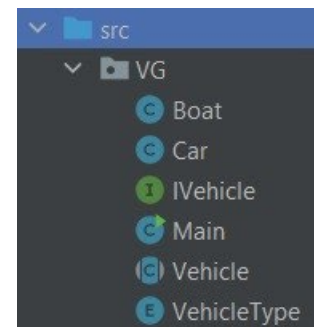 src
VG
C Boat
C Car
I IVehicle
C Main
C Vehicle
E VehicleType